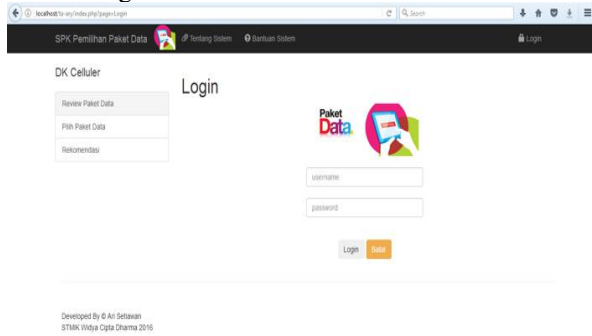 localhost/ta-ary/index.php?page=Login
Search
SPK Pemilihan Paket Data
Tentang Sistem
Bantuan Sistem
Login
DK Celluler
Review Paket Data
Pilih Paket Data
Rekomendasi
Login
Paket
Data
username
password
Login
Batal
Developed By © Ari Setiawan
STMIK Widya Cipta Dharma 2016